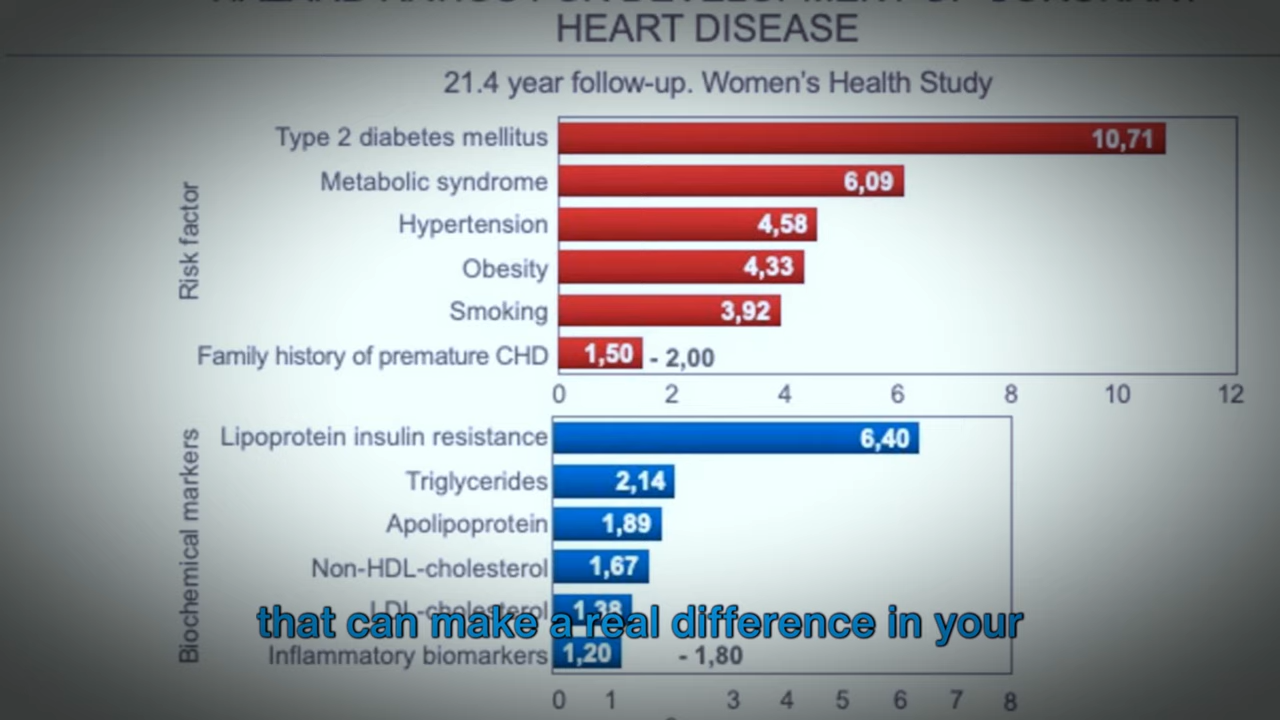 HEART DISEASE
21.4 year follow-up. Women's Health Study
Risk factor
Type 2 diabetes mellitus 10,71
Metabolic syndrome 6,09
Hypertension 4,58
Obesity 4,33
Smoking 3,92
Family history of premature CHD 1,50 - 2,00
0 2 4 6 8 10 12
Biochemical markers
Lipoprotein insulin resistance 6,40
Triglycerides 2,14
Apolipoprotein 1,89
Non-HDL-cholesterol 1,67
LDL-cholesterol 1,38
that can make a real difference in your
Inflammatory biomarkers 1,20 - 1,80
0 1 3 4 5 6 7 8